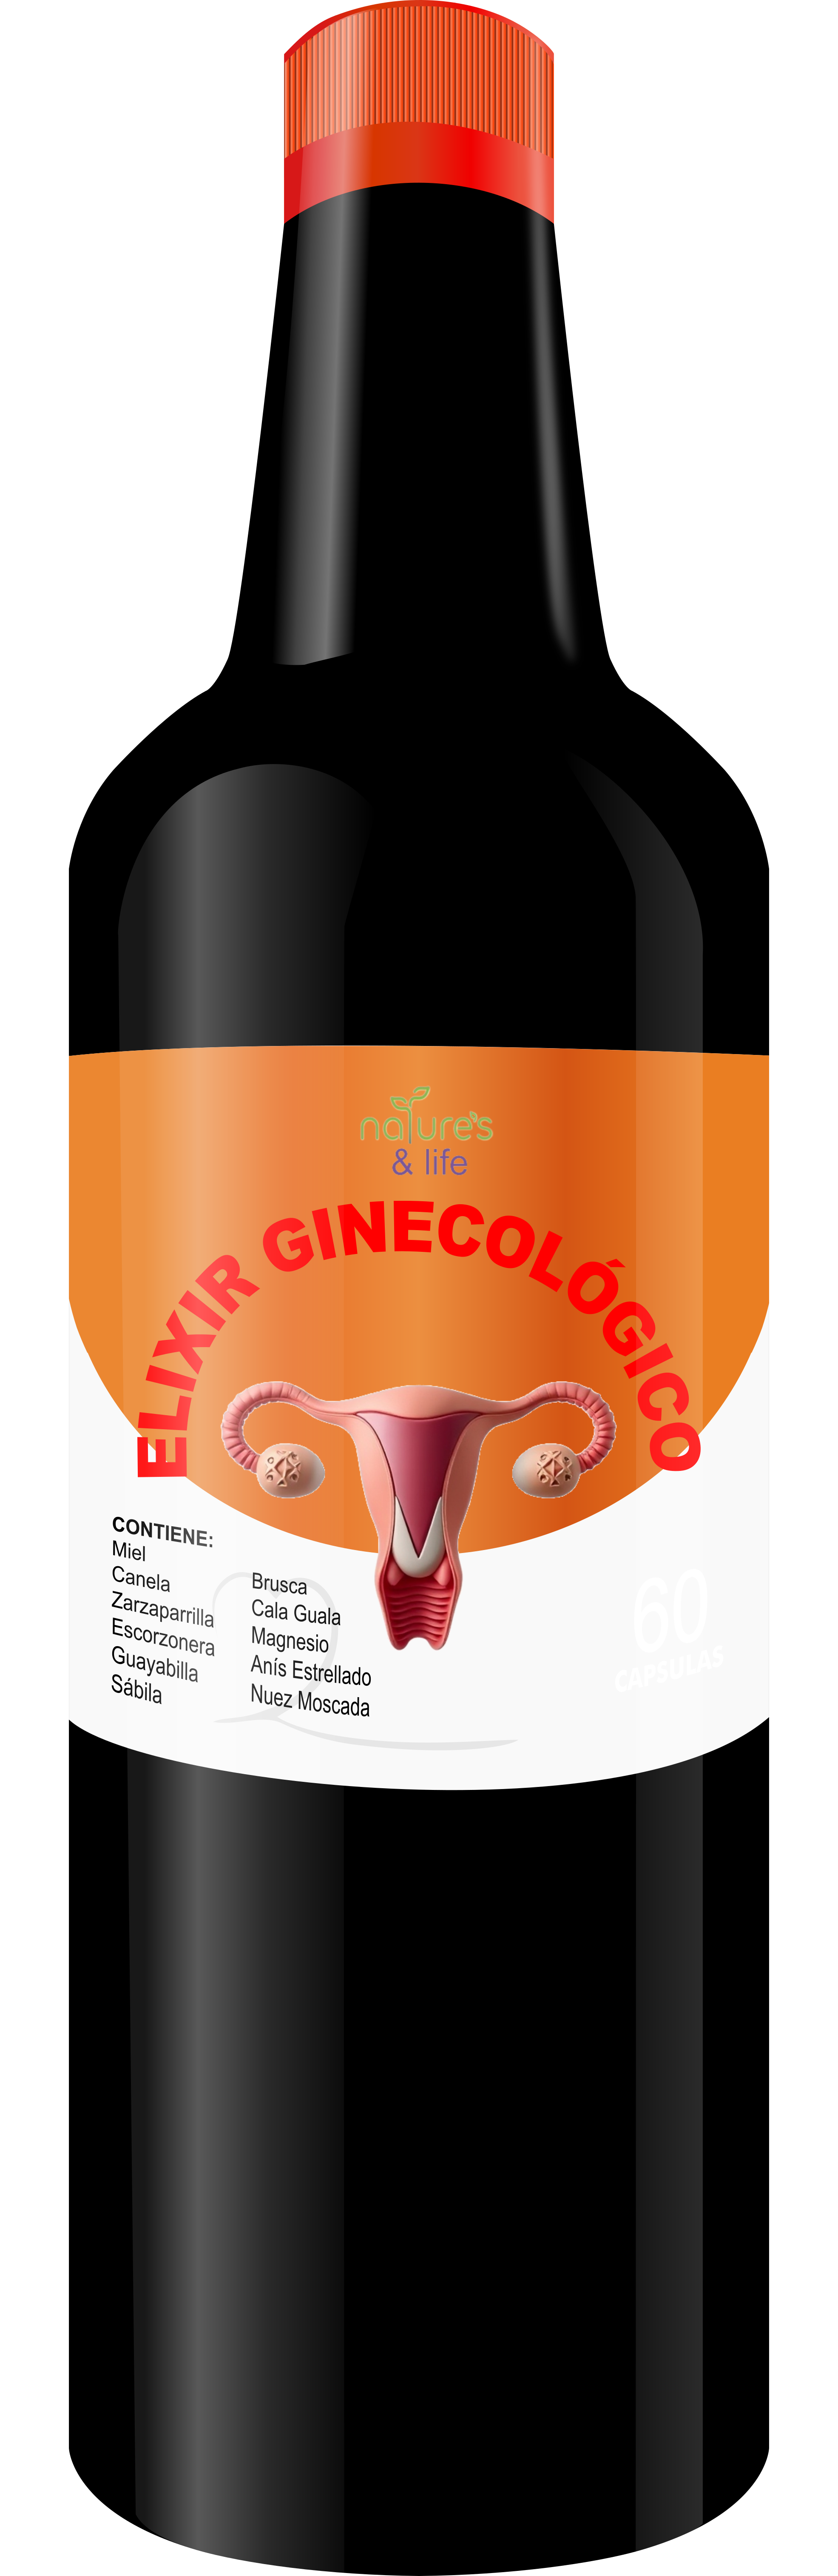 nature's
& life
ELIXIR GINECOLÓGICO
CONTIENE:
Miel
Canela
Zarzaparrilla
Escorzonera
Guayabilla
Sábila
Brusca
Cala Guala
Magnesio
Anís Estrellado
Nuez Moscada
60
CAPSULAS